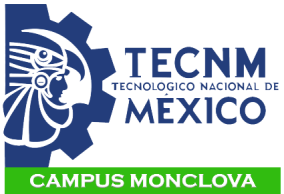 TECNM
TECNOLÓGICO NACIONAL DE
MÉXICO
CAMPUS MONCLOVA